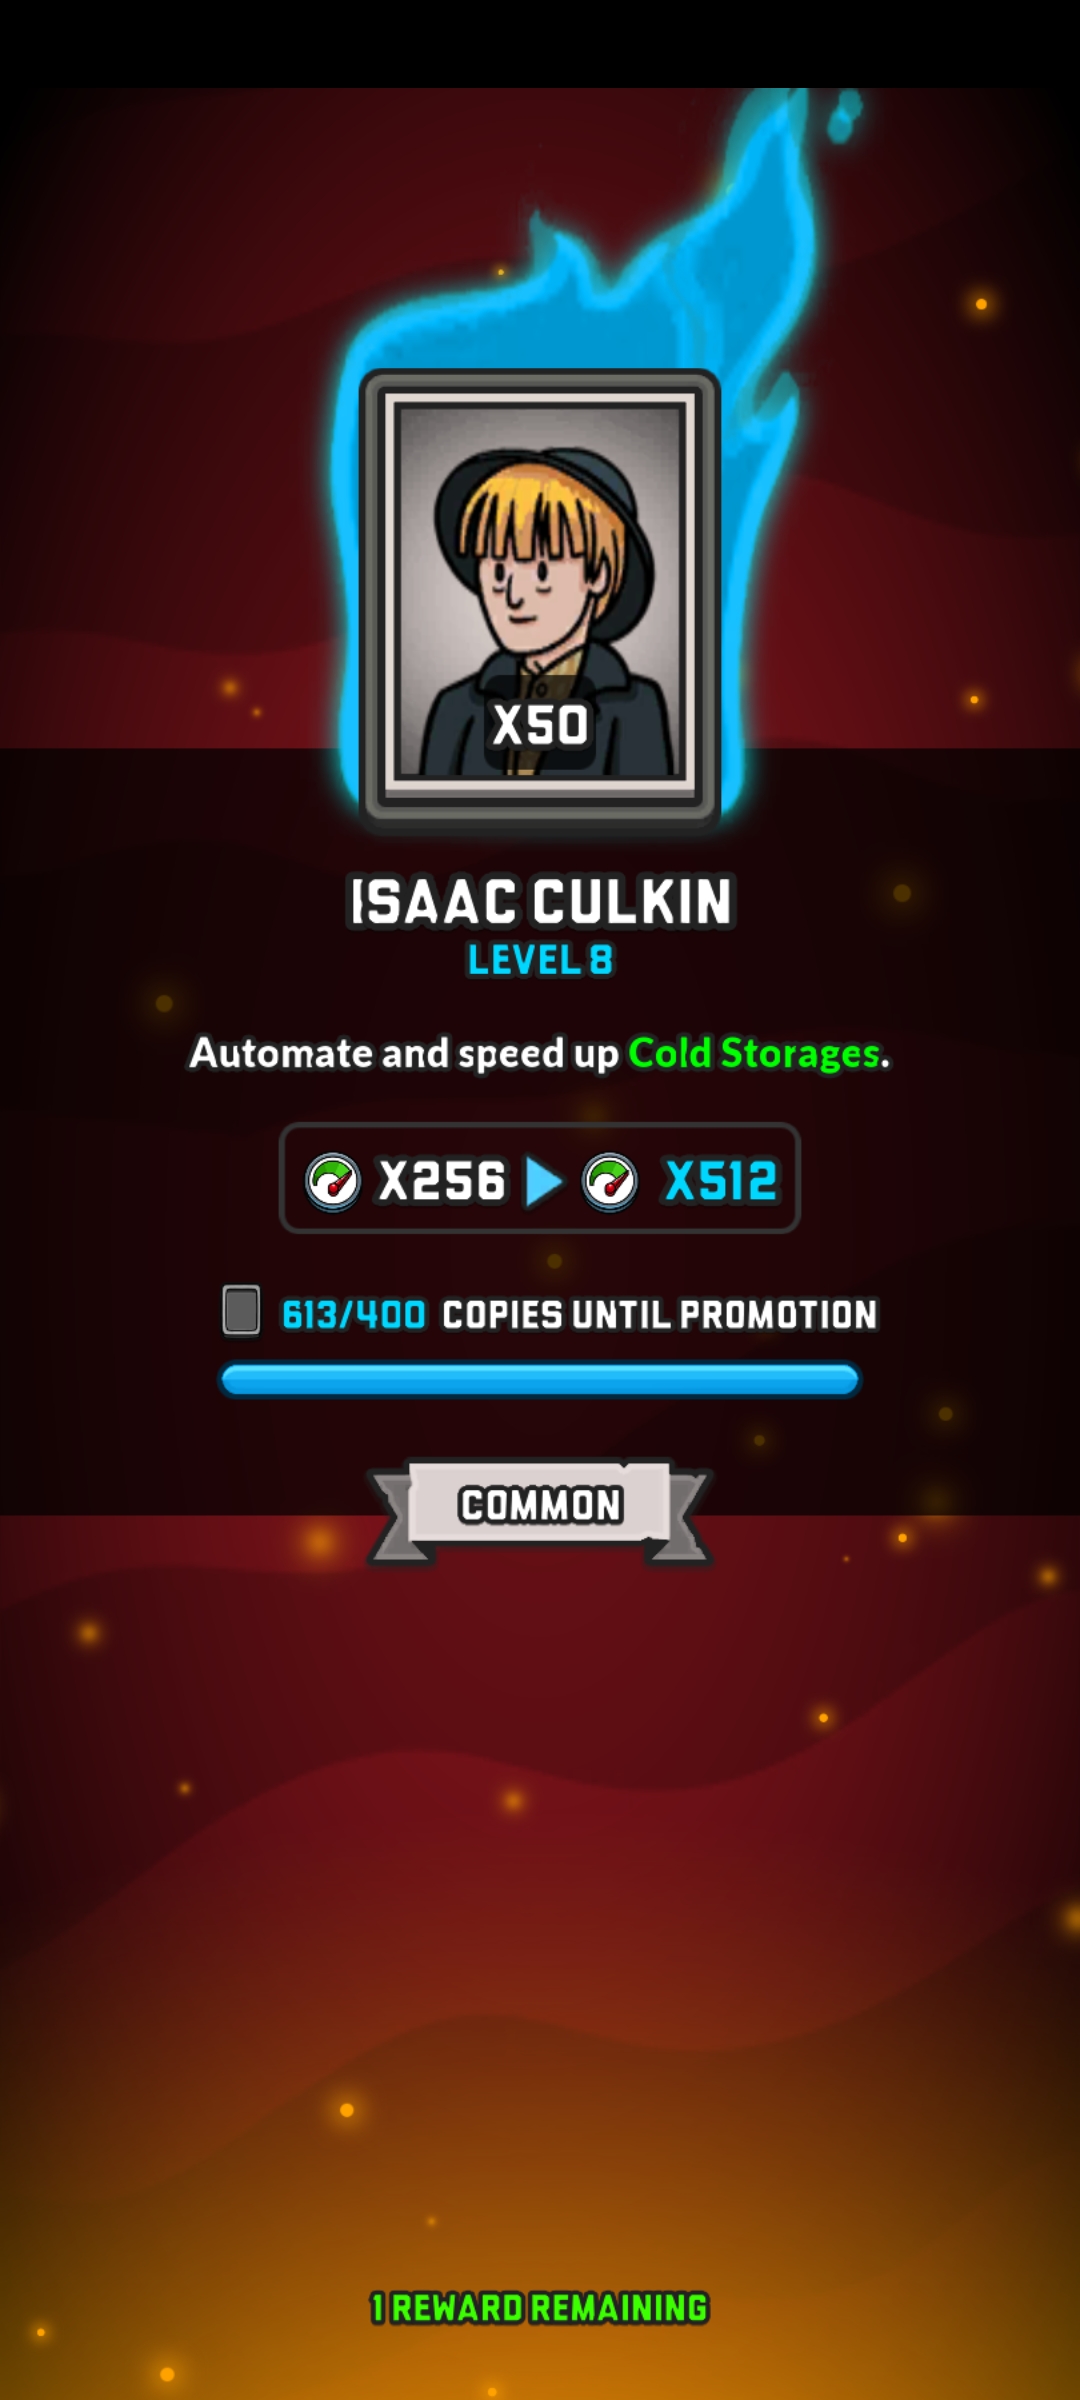 X50
ISAAC CULKIN
LEVEL 8
Automate and speed up Cold Storages.
X256 X512
613/400 COPIES UNTIL PROMOTION
COMMON
1 REWARD REMAINING